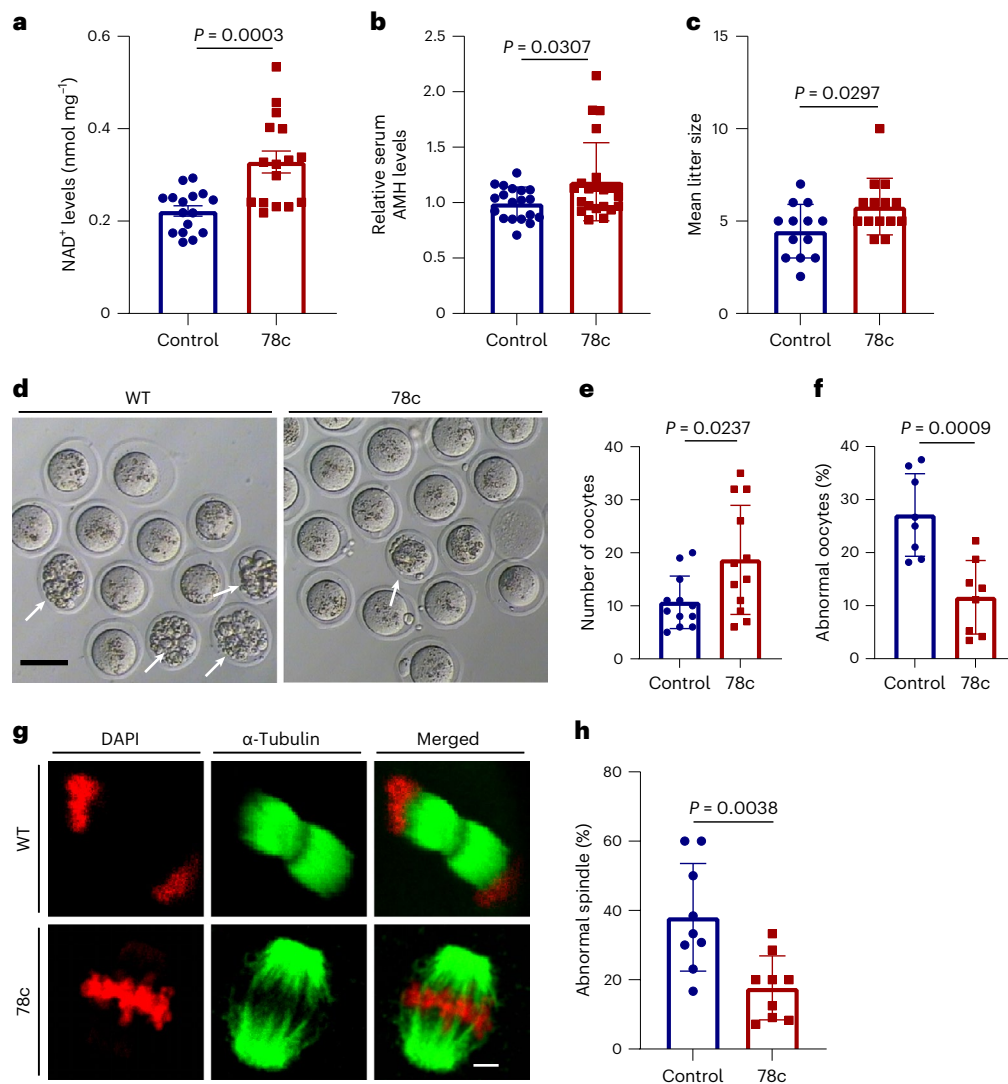 a
P = 0.0003
NAD⁺ levels (nmol mg⁻¹)
0.6
0.4
0.2
0
Control
78c
b
P = 0.0307
Relative serum
AMH levels
2.5
2.0
1.5
1.0
0.5
0
Control
78c
c
P = 0.0297
Mean litter size
15
10
5
0
Control
78c
d
WT
78c
e
P = 0.0237
Number of oocytes
40
30
20
10
0
Control
78c
f
P = 0.0009
Abnormal oocytes (%)
40
30
20
10
0
Control
78c
g
DAPI
α-Tubulin
Merged
WT
78c
h
P = 0.0038
Abnormal spindle (%)
80
60
40
20
0
Control
78c